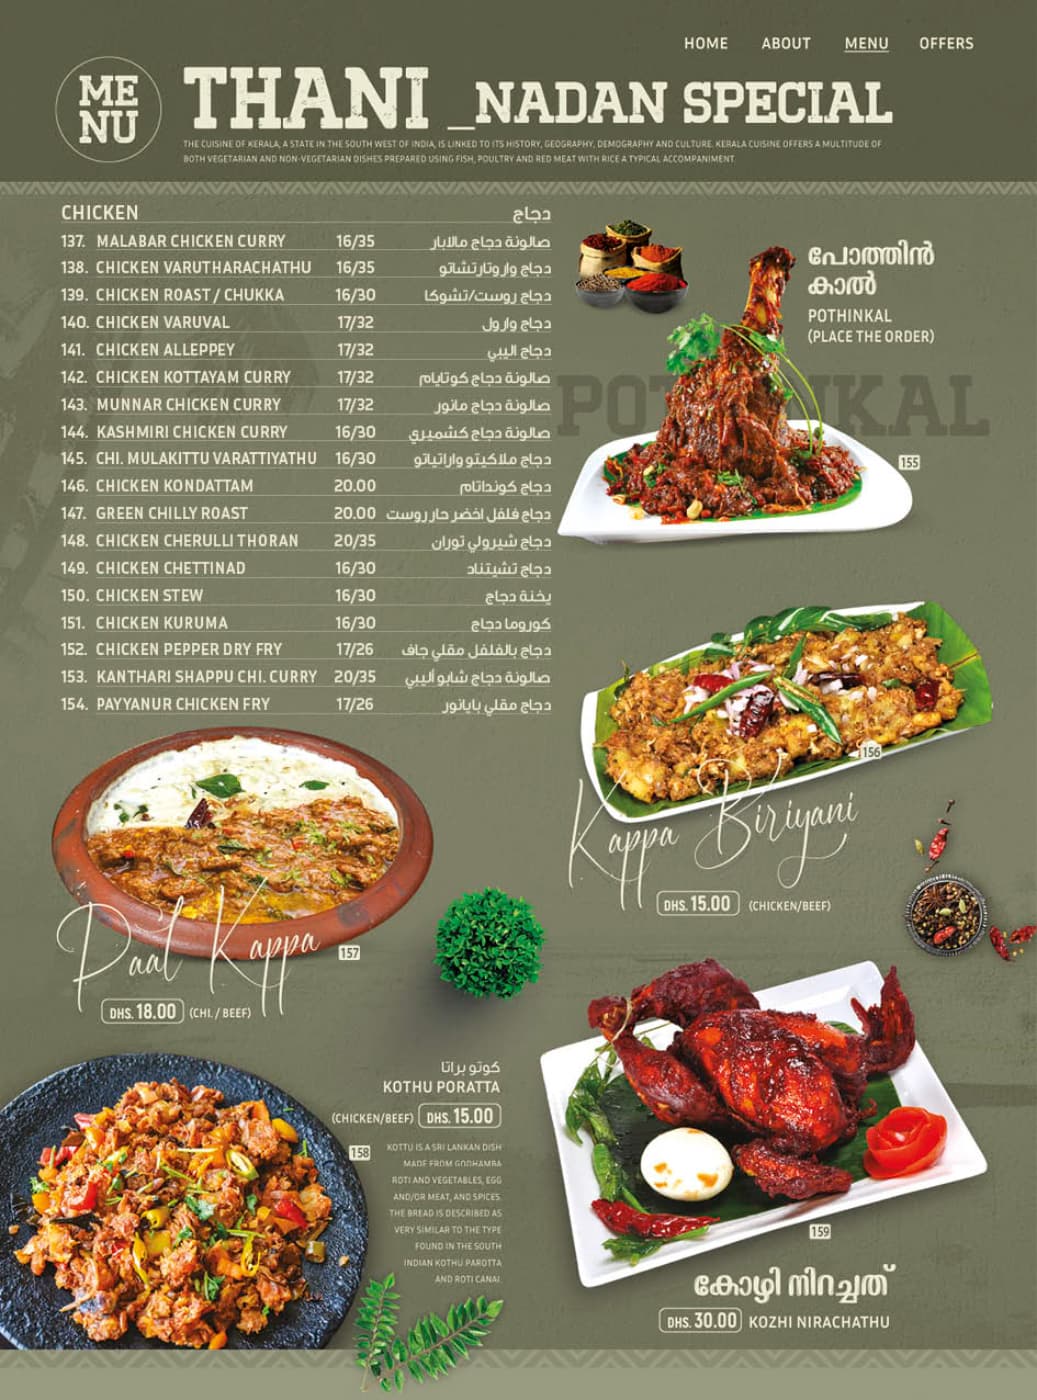 HOME ABOUT MENU OFFERS
ME
NU
THANI _NADAN SPECIAL
THE CUISINE OF KERALA, A STATE IN THE SOUTH WEST OF INDIA, IS LINKED TO ITS HISTORY, GEOGRAPHY, DEMOGRAPHY AND CULTURE. KERALA CUISINE OFFERS A MULTITUDE OF
BOTH VEGETARIAN AND NON-VEGETARIAN DISHES PREPARED USING FISH, POULTRY AND RED MEAT WITH RICE A TYPICAL ACCOMPANIMENT.
CHICKEN دجاج
137. MALABAR CHICKEN CURRY 16/35 صالونة دجاج مالابار
138. CHICKEN VARUTHARACHATHU 16/35 دجاج واروتارتشاتو
139. CHICKEN ROAST / CHUKKA 16/30 دجاج روست/تشوكا
140. CHICKEN VARUVAL 17/32 دجاج وارول
141. CHICKEN ALLEPPEY 17/32 دجاج اليبي
142. CHICKEN KOTTAYAM CURRY 17/32 صالونة دجاج كوتايام
143. MUNNAR CHICKEN CURRY 17/32 صالونة دجاج مانور
144. KASHMIRI CHICKEN CURRY 16/30 صالونة دجاج كشميري
145. CHI. MULAKITTU VARATTIYATHU 16/30 دجاج ملاكيتو واراتياتو
146. CHICKEN KONDATTAM 20.00 دجاج كونداتام
147. GREEN CHILLY ROAST 20.00 دجاج فلفل اخضر حار روست
148. CHICKEN CHERULLI THORAN 20/35 دجاج شيرولي توران
149. CHICKEN CHETTINAD 16/30 دجاج تشيتناد
150. CHICKEN STEW 16/30 يخنة دجاج
151. CHICKEN KURUMA 16/30 كوروما دجاج
152. CHICKEN PEPPER DRY FRY 17/26 دجاج بالفلفل مقلي جاف
153. KANTHARI SHAPPU CHI. CURRY 20/35 صالونة دجاج شابو أليبي
154. PAYYANUR CHICKEN FRY 17/26 دجاج مقلي بايانور
പോത്തിൻ
കാൽ
POTHINKAL
(PLACE THE ORDER)
POTHINKAL
155
156
Kappa Biriyani
DHS. 15.00 (CHICKEN/BEEF)
Paal Kappa
157
DHS. 18.00 (CHI. / BEEF)
كوتو براتا
KOTHU PORATTA
(CHICKEN/BEEF) DHS. 15.00
158
KOTTU IS A SRI LANKAN DISH
MADE FROM GODHAMBA
ROTI AND VEGETABLES, EGG
AND/OR MEAT, AND SPICES.
THE BREAD IS DESCRIBED AS
VERY SIMILAR TO THE TYPE
FOUND IN THE SOUTH
INDIAN KOTHU PAROTTA
AND ROTI CANAI.
159
കോഴി നിറച്ചത്
DHS. 30.00 KOZHI NIRACHATHU